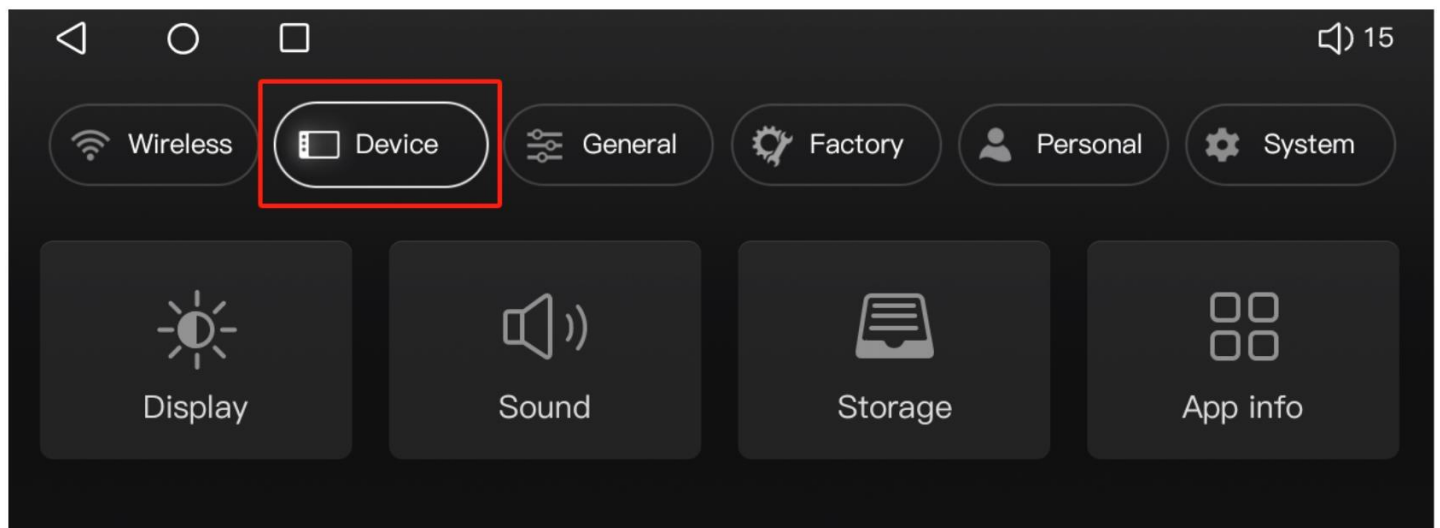 15
Wireless
Device
General
Factory
Personal
System
Display
Sound
Storage
App info